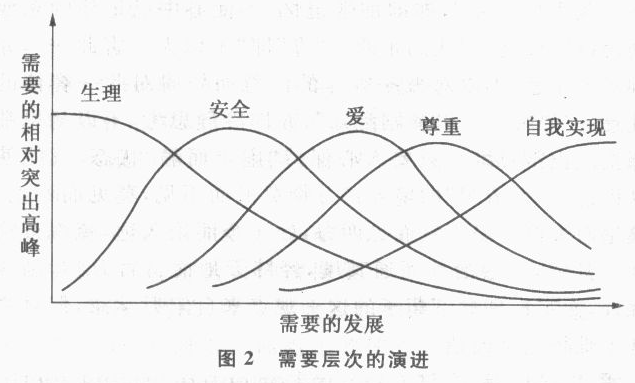 需要的相对突出高峰
生理
安全
爱
尊重
自我实现
需要的发展
图 2 需要层次的演进